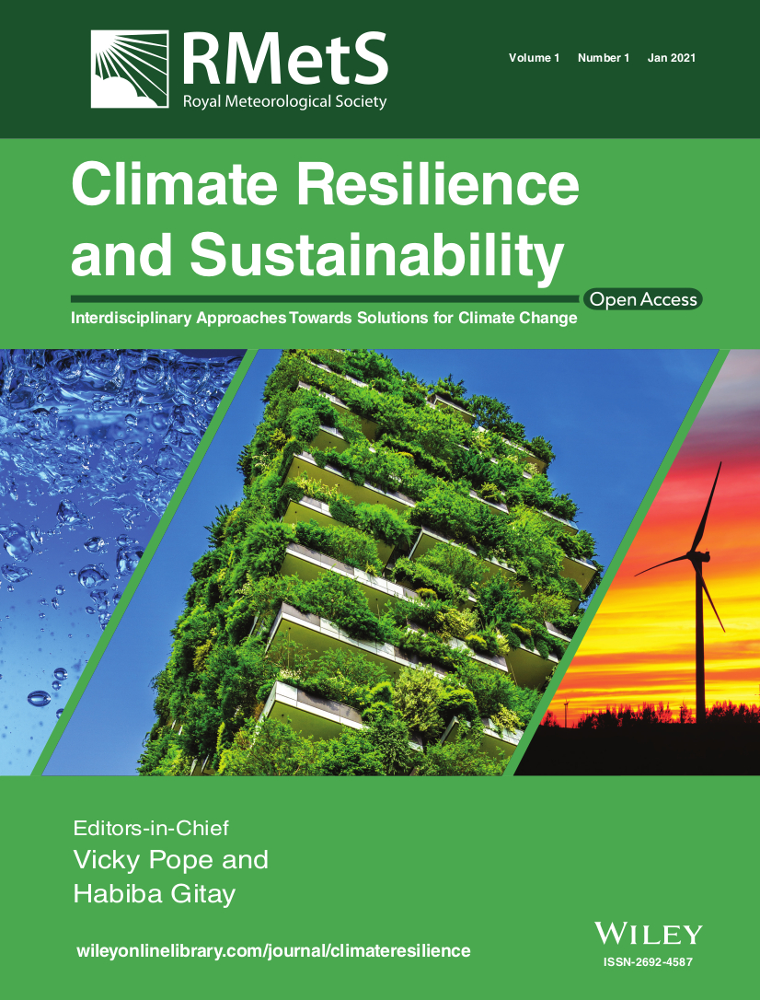 RMetS
Royal Meteorological Society
Volume 1 Number 1 Jan 2021
Climate Resilience
and Sustainability
Open Access
Interdisciplinary Approaches Towards Solutions for Climate Change
Editors-in-Chief
Vicky Pope and
Habiba Gitay
wileyonlinelibrary.com/journal/climateresilience
WILEY
ISSN-2692-4587